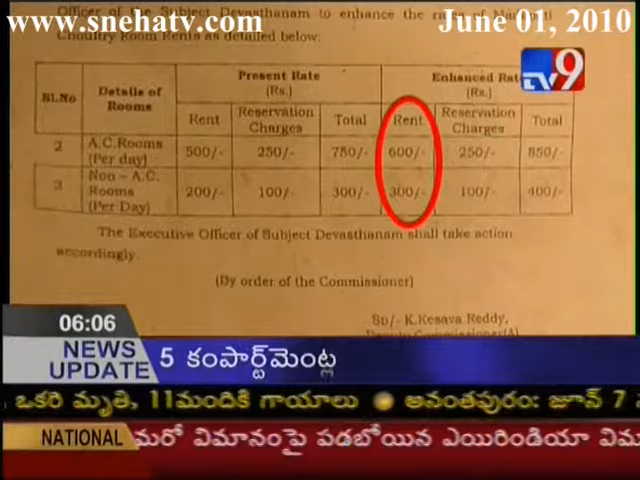 www.snehatv.com
June 01, 2010
Officer of the Subject Devasthanam to enhance the
Choultry Room Rents as detailed below:
TV9
Sl.No
Details of Rooms
Present Rate (Rs.)
Enhanced Rate (Rs.)
Rent
Reservation Charges
Total
Rent
Reservation Charges
Total
2 A.C.Rooms (Per day) 500/- 250/- 750/- 600/- 250/- 850/-
3 Non - A.C. Rooms (Per Day) 200/- 100/- 300/- 300/- 100/- 400/-
The Executive Officer of Subject Devasthanam shall take action
accordingly.
(By order of the Commissioner)
Sd/- K.Kesava Reddy,
Deputy Commissioner(A)
06:06
NEWS UPDATE
5 కంపార్ట్‌మెంట్ల
ఒకరి మృతి, 11మందికి గాయాలు అనంతపురం: జూన్ 7
NATIONAL మరో విమానంపై పడబోయిన ఎయిరిండియా